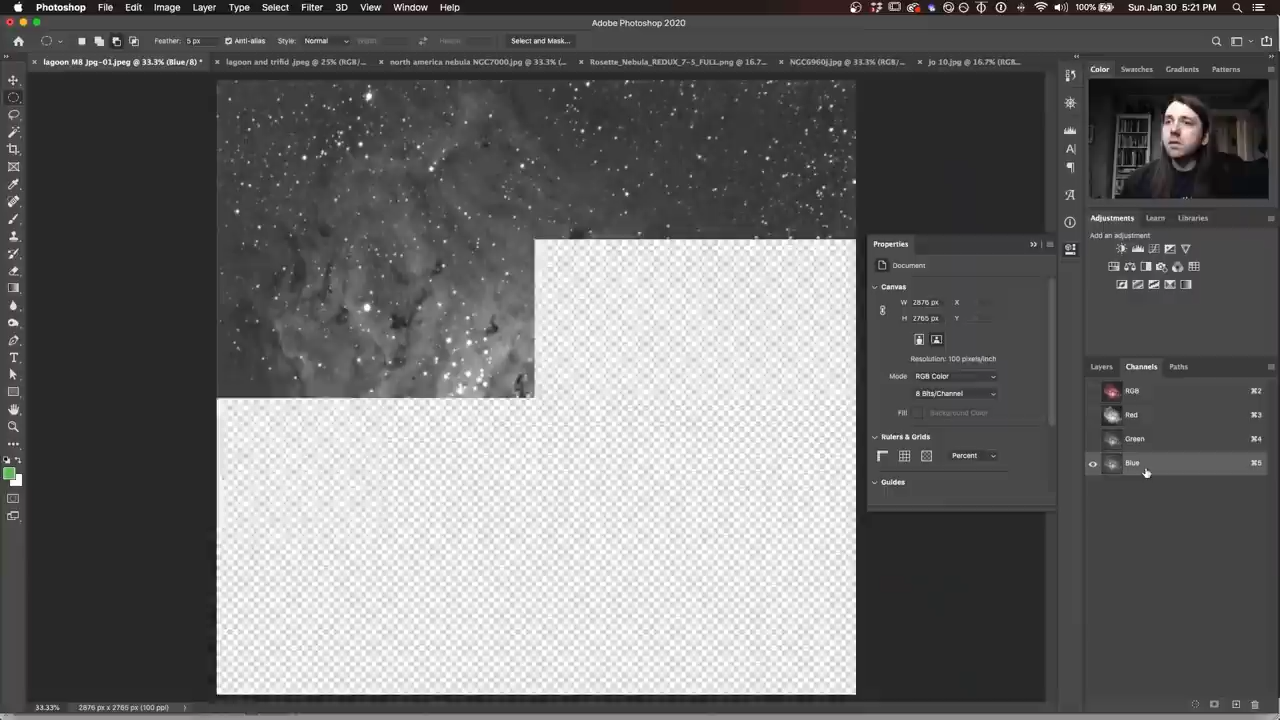 Photoshop File Edit Image Layer Type Select Filter 3D View Window Help 100% Sun Jan 30 5:21 PM
Adobe Photoshop 2020
Feather: 5 px Anti-alias Style: Normal Width: Height: Select and Mask...
lagoon M8 jpg-01.jpeg @ 33.3% (Blue/8) * lagoon and trifid .jpeg @ 25% (RGB/... north america nebula NGC7000.jpg @ 33.3% (... Rosette_Nebula_REDUX_7-5_FULL.png @ 16.7... NGC6960j.jpg @ 33.3% (RGB/... jo 10.jpg @ 16.7% (RGB...
Color Swatches Gradients Patterns
Adjustments Learn Libraries
Add an adjustment
Properties
Document
Canvas
W 2876 px X
H 2765 px Y
Resolution: 100 pixels/inch
Mode RGB Color
8 Bits/Channel
Fill Background Color
Rulers & Grids
Percent
Guides
Layers Channels Paths
RGB ⌘2
Red ⌘3
Green ⌘4
Blue ⌘5
33.33% 2876 px x 2765 px (100 ppi)